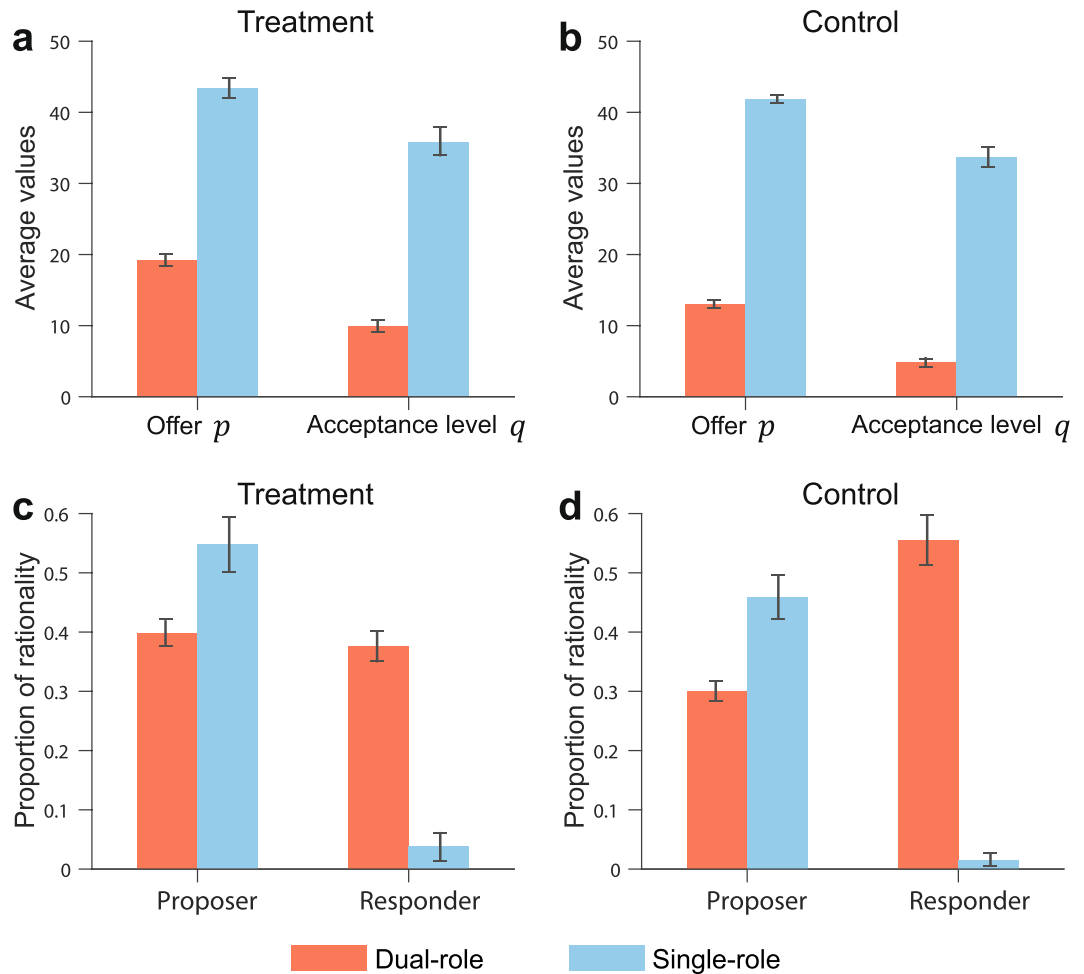 a
Treatment
Average values
50
40
30
20
10
0
Offer p
Acceptance level q
b
Control
Average values
50
40
30
20
10
0
Offer p
Acceptance level q
c
Treatment
Proportion of rationality
0.6
0.5
0.4
0.3
0.2
0.1
0
Proposer
Responder
d
Control
Proportion of rationality
0.6
0.5
0.4
0.3
0.2
0.1
0
Proposer
Responder
Dual-role
Single-role